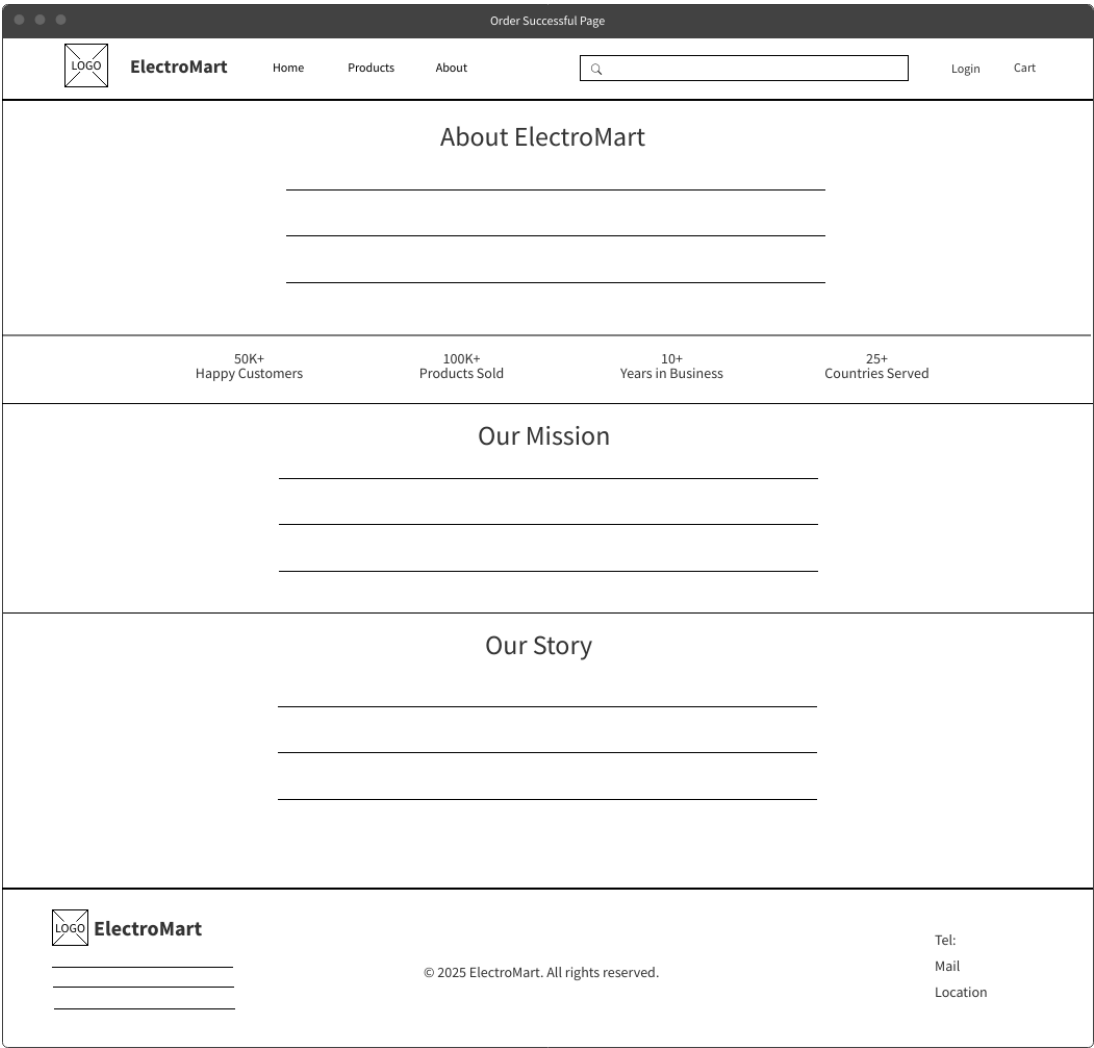 Order Successful Page
LOGO ElectroMart Home Products About Login Cart
About ElectroMart
50K+ 100K+ 10+ 25+
Happy Customers Products Sold Years in Business Countries Served
Our Mission
Our Story
LOGO ElectroMart
Tel:
Mail
© 2025 ElectroMart. All rights reserved.
Location